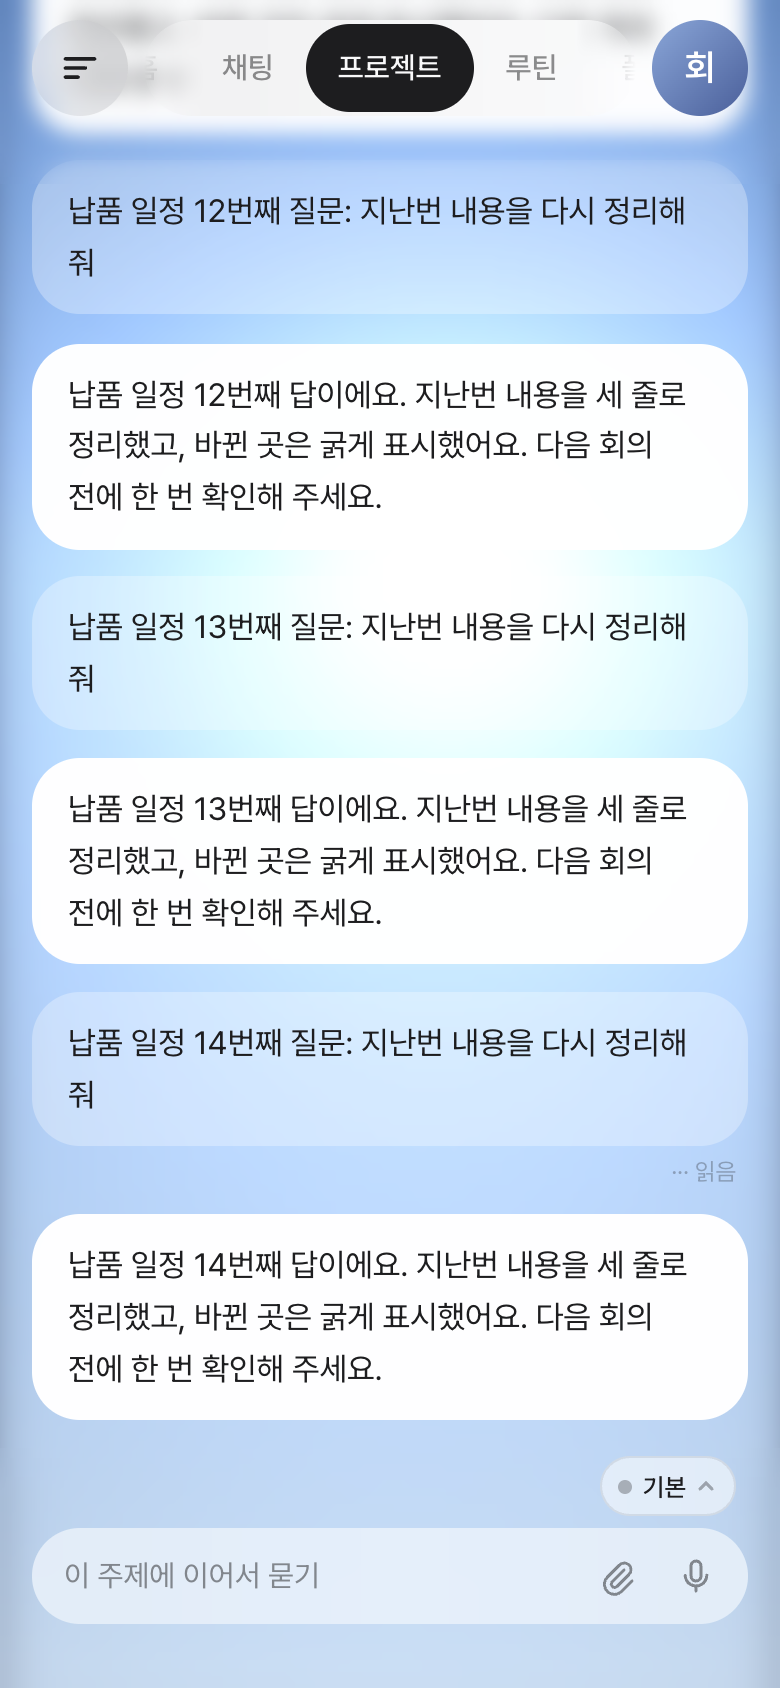 채팅
프로젝트
루틴
회
납품 일정 12번째 질문: 지난번 내용을 다시 정리해
줘
납품 일정 12번째 답이에요. 지난번 내용을 세 줄로
정리했고, 바뀐 곳은 굵게 표시했어요. 다음 회의
전에 한 번 확인해 주세요.
납품 일정 13번째 질문: 지난번 내용을 다시 정리해
줘
납품 일정 13번째 답이에요. 지난번 내용을 세 줄로
정리했고, 바뀐 곳은 굵게 표시했어요. 다음 회의
전에 한 번 확인해 주세요.
납품 일정 14번째 질문: 지난번 내용을 다시 정리해
줘
··· 읽음
납품 일정 14번째 답이에요. 지난번 내용을 세 줄로
정리했고, 바뀐 곳은 굵게 표시했어요. 다음 회의
전에 한 번 확인해 주세요.
기본
이 주제에 이어서 묻기